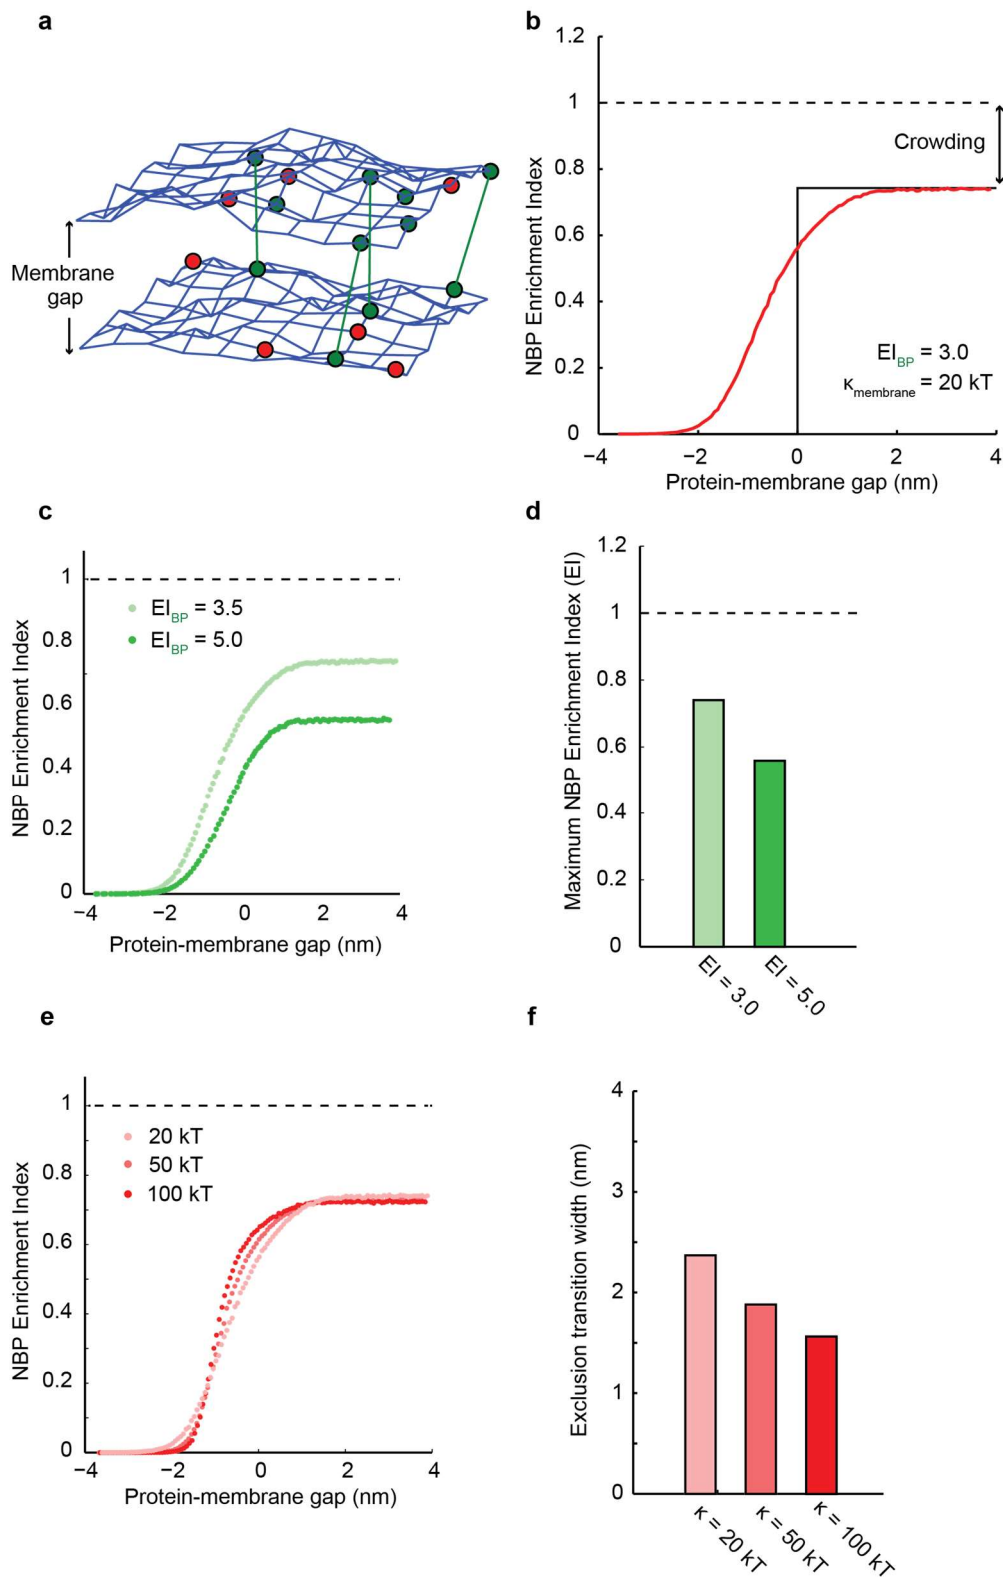 a
Membrane
gap
b
1.2
1
0.8
0.6
0.4
0.2
0
−4
−2
0
2
4
NBP Enrichment Index
Crowding
EI_BP = 3.0
κ_membrane = 20 kT
Protein-membrane gap (nm)
c
1
0.8
0.6
0.4
0.2
0
−4
−2
0
2
4
NBP Enrichment Index
EI_BP = 3.5
EI_BP = 5.0
Protein-membrane gap (nm)
d
1.2
1
0.8
0.6
0.4
0.2
0
Maximum NBP Enrichment Index (EI)
EI = 3.0
EI = 5.0
e
1
0.8
0.6
0.4
0.2
0
−4
−2
0
2
4
NBP Enrichment Index
20 kT
50 kT
100 kT
Protein-membrane gap (nm)
f
4
3
2
1
0
Exclusion transition width (nm)
κ = 20 kT
κ = 50 kT
κ = 100 kT